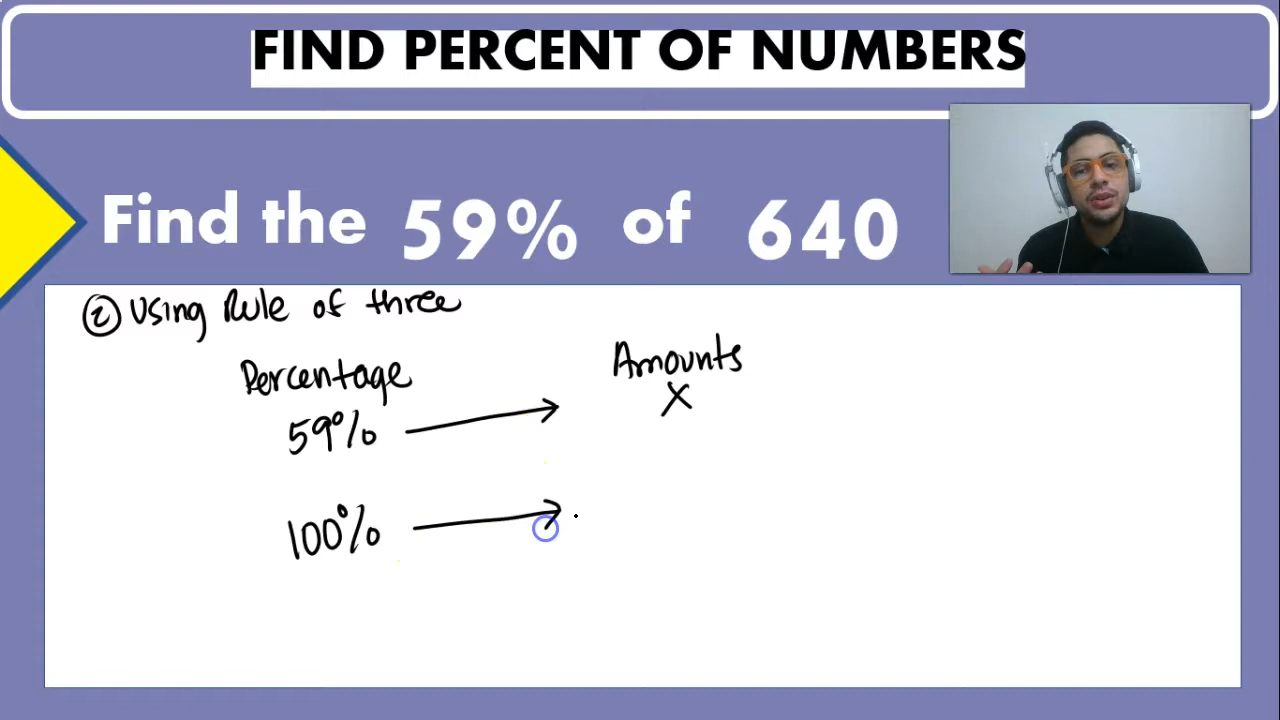 FIND PERCENT OF NUMBERS
Find the 59% of 640
② Using Rule of three
Percentage Amounts
59% X
100%